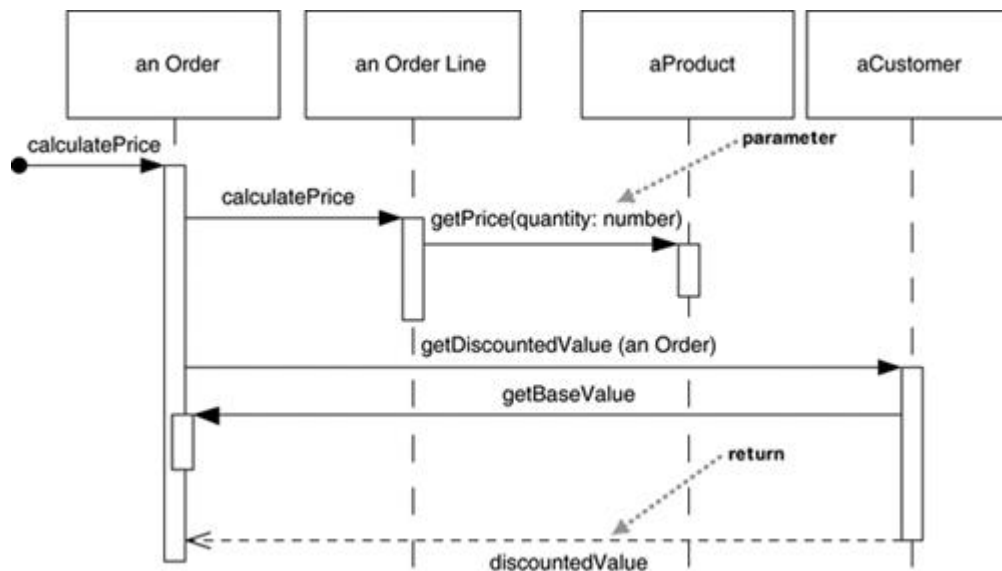 an Order
an Order Line
aProduct
aCustomer
calculatePrice
parameter
calculatePrice
getPrice(quantity: number)
getDiscountedValue (an Order)
getBaseValue
return
discountedValue